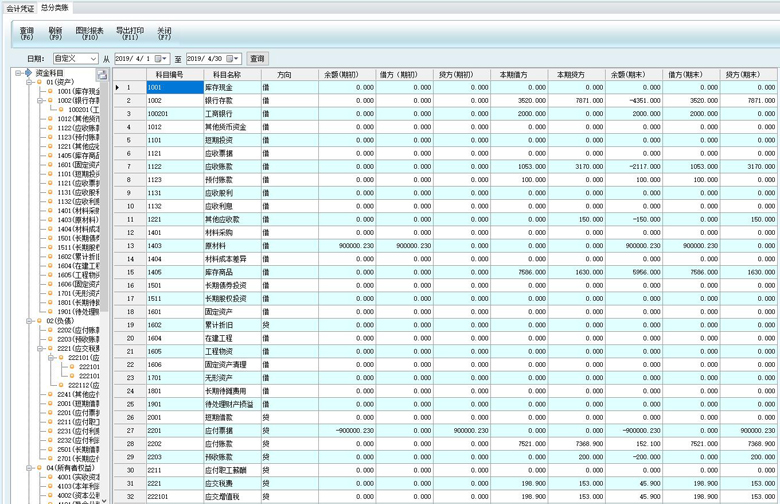 会计凭证 总分类账
查询 刷新 图形报表 导出打印 关闭
(F6) (F9) (F10) (F11) (F7)
日期: 自定义 从 2019/ 4/ 1 至 2019/ 4/30 查询
资金科目
01(资产)
1001(库存现金
1002(银行存款
100201(工
1012(其他货币
1122(应收账款
1123(预付账款
1221(其他应收
1405(库存商品
1601(固定资产
1101(短期投资
1121(应收票据
1131(应收股利
1132(应收利息
1401(材料采购
1403(原材料)
1404(材料成本
1501(长期债券
1511(长期股权
1602(累计折旧
1604(在建工程
1605(工程物资
1606(固定资产
1701(无形资产
1801(长期待摊
1901(待处理财
02(负债)
2202(应付账款
2203(预收账款
2221(应交税费
222101(应
222101
222101
222112(应
2241(其他应付
2001(短期借款
2201(应付票据
2211(应付职工
2231(应付利息
2232(应付利润
2501(长期借款
2701(长期应付
04(所有者权益)
4001(实收资本
4103(本年利润
4002(资本公积
科目编号 科目名称 方向 余额(期初) 借方 (期初) 贷方(期初) 本期借方 本期贷方 余额(期末) 借方(期末) 贷方(期末)
1 1001 库存现金 借 0.000 0.000 0.000 0.000 0.000 0.000 0.000 0.000
2 1002 银行存款 借 0.000 0.000 0.000 3520.000 7871.000 -4351.000 3520.000 7871.000
3 100201 工商银行 借 0.000 0.000 0.000 2000.000 0.000 2000.000 2000.000 0.000
4 1012 其他货币资金 借 0.000 0.000 0.000 0.000 0.000 0.000 0.000 0.000
5 1101 短期投资 借 0.000 0.000 0.000 0.000 0.000 0.000 0.000 0.000
6 1121 应收票据 借 0.000 0.000 0.000 0.000 0.000 0.000 0.000 0.000
7 1122 应收账款 借 0.000 0.000 0.000 1053.000 3170.000 -2117.000 1053.000 3170.000
8 1123 预付账款 借 0.000 0.000 0.000 100.000 0.000 100.000 100.000 0.000
9 1131 应收股利 借 0.000 0.000 0.000 0.000 0.000 0.000 0.000 0.000
10 1132 应收利息 借 0.000 0.000 0.000 0.000 0.000 0.000 0.000 0.000
11 1221 其他应收款 借 0.000 0.000 0.000 0.000 150.000 -150.000 0.000 150.000
12 1401 材料采购 借 0.000 0.000 0.000 0.000 0.000 0.000 0.000 0.000
13 1403 原材料 借 900000.230 900000.230 0.000 0.000 0.000 900000.230 900000.230 0.000
14 1404 材料成本差异 借 0.000 0.000 0.000 0.000 0.000 0.000 0.000 0.000
15 1405 库存商品 借 0.000 0.000 0.000 7586.000 1630.000 5956.000 7586.000 1630.000
16 1501 长期债券投资 借 0.000 0.000 0.000 0.000 0.000 0.000 0.000 0.000
17 1511 长期股权投资 借 0.000 0.000 0.000 0.000 0.000 0.000 0.000 0.000
18 1601 固定资产 借 0.000 0.000 0.000 0.000 0.000 0.000 0.000 0.000
19 1602 累计折旧 贷 0.000 0.000 0.000 0.000 0.000 0.000 0.000 0.000
20 1604 在建工程 借 0.000 0.000 0.000 0.000 0.000 0.000 0.000 0.000
21 1605 工程物资 借 0.000 0.000 0.000 0.000 0.000 0.000 0.000 0.000
22 1606 固定资产清理 借 0.000 0.000 0.000 0.000 0.000 0.000 0.000 0.000
23 1701 无形资产 借 0.000 0.000 0.000 0.000 0.000 0.000 0.000 0.000
24 1801 长期待摊费用 借 0.000 0.000 0.000 0.000 0.000 0.000 0.000 0.000
25 1901 待处理财产损溢 借 0.000 0.000 0.000 0.000 0.000 0.000 0.000 0.000
26 2001 短期借款 贷 0.000 0.000 0.000 0.000 0.000 0.000 0.000 0.000
27 2201 应付票据 贷 -900000.230 0.000 900000.230 0.000 0.000 -900000.230 0.000 900000.230
28 2202 应付账款 贷 0.000 0.000 0.000 7521.000 7368.900 152.100 7521.000 7368.900
29 2203 预收账款 贷 0.000 0.000 0.000 0.000 200.000 -200.000 0.000 200.000
30 2211 应付职工薪酬 贷 0.000 0.000 0.000 0.000 0.000 0.000 0.000 0.000
31 2221 应交税费 贷 0.000 0.000 0.000 198.900 153.000 45.900 198.900 153.000
32 222101 应交增值税 贷 0.000 0.000 0.000 198.900 153.000 45.900 198.900 153.000